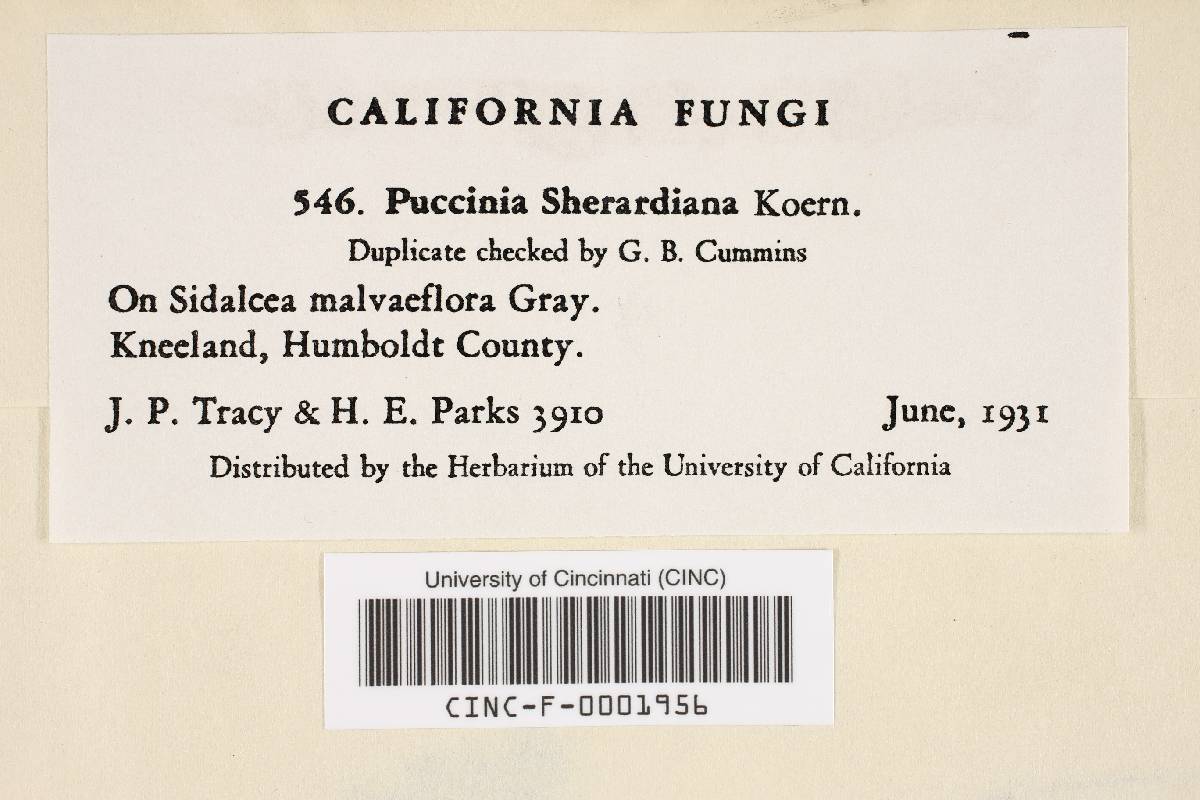 CALIFORNIA FUNGI
546. Puccinia Sherardiana Koern.
Duplicate checked by G. B. Cummins
On Sidalcea malvaeflora Gray.
Kneeland, Humboldt County.
J. P. Tracy & H. E. Parks 3910 June, 1931
Distributed by the Herbarium of the University of California
University of Cincinnati (CINC)
CINC-F-0001956